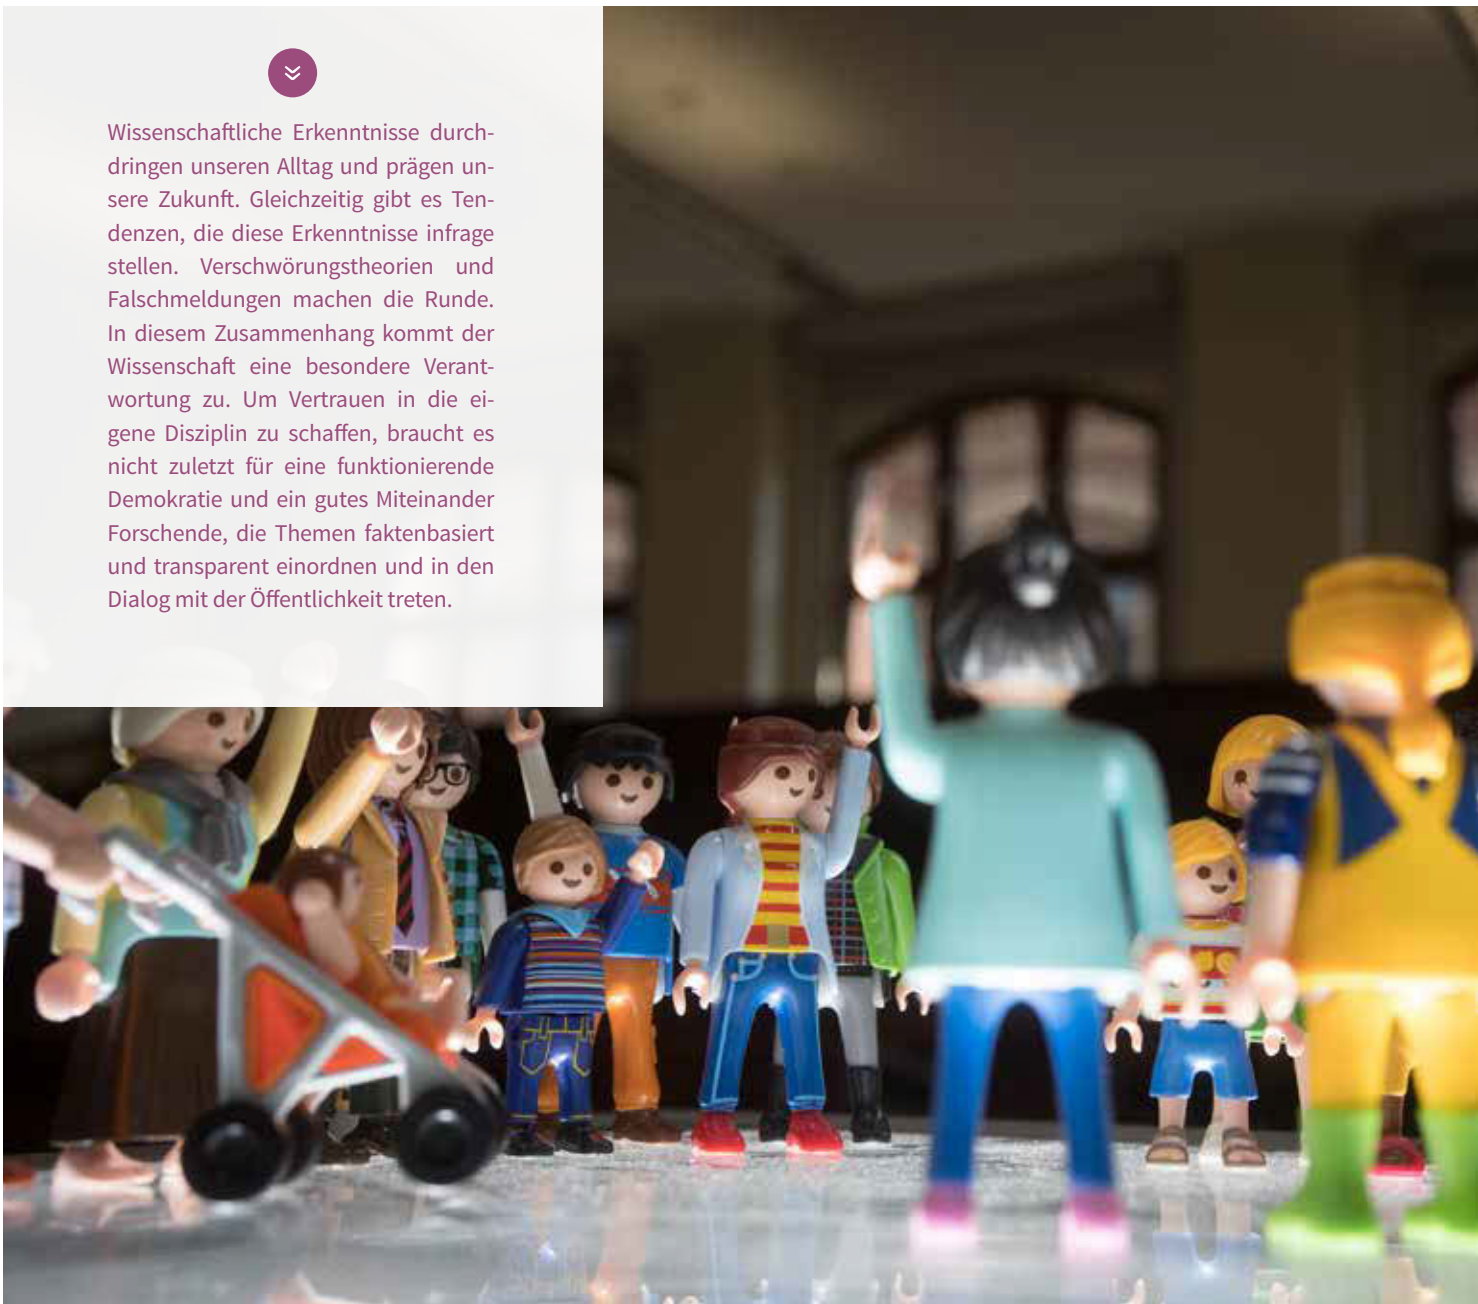 Wissenschaftliche Erkenntnisse durch-
dringen unseren Alltag und prägen un-
sere Zukunft. Gleichzeitig gibt es Ten-
denzen, die diese Erkenntnisse infrage
stellen. Verschwörungstheorien und
Falschmeldungen machen die Runde.
In diesem Zusammenhang kommt der
Wissenschaft eine besondere Verant-
wortung zu. Um Vertrauen in die ei-
gene Disziplin zu schaffen, braucht es
nicht zuletzt für eine funktionierende
Demokratie und ein gutes Miteinander
Forschende, die Themen faktenbasiert
und transparent einordnen und in den
Dialog mit der Öffentlichkeit treten.